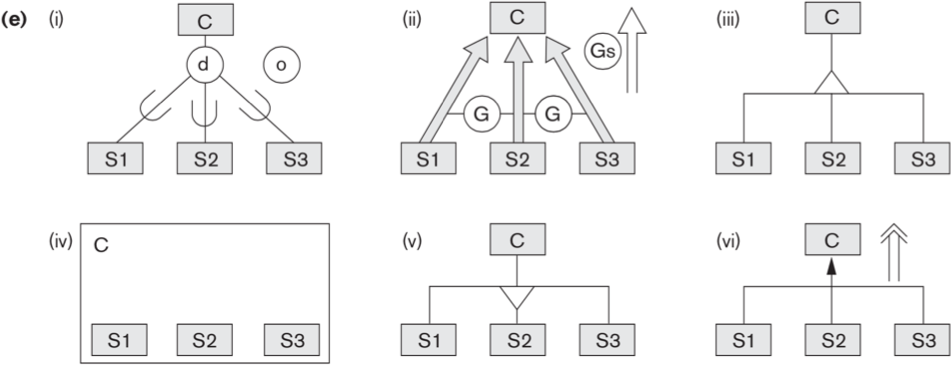 (e) (i) C
d o
S1 S2 S3
(ii) C
Gs
G G
S1 S2 S3
(iii) C
S1 S2 S3
(iv) C
S1 S2 S3
(v) C
S1 S2 S3
(vi) C
S1 S2 S3